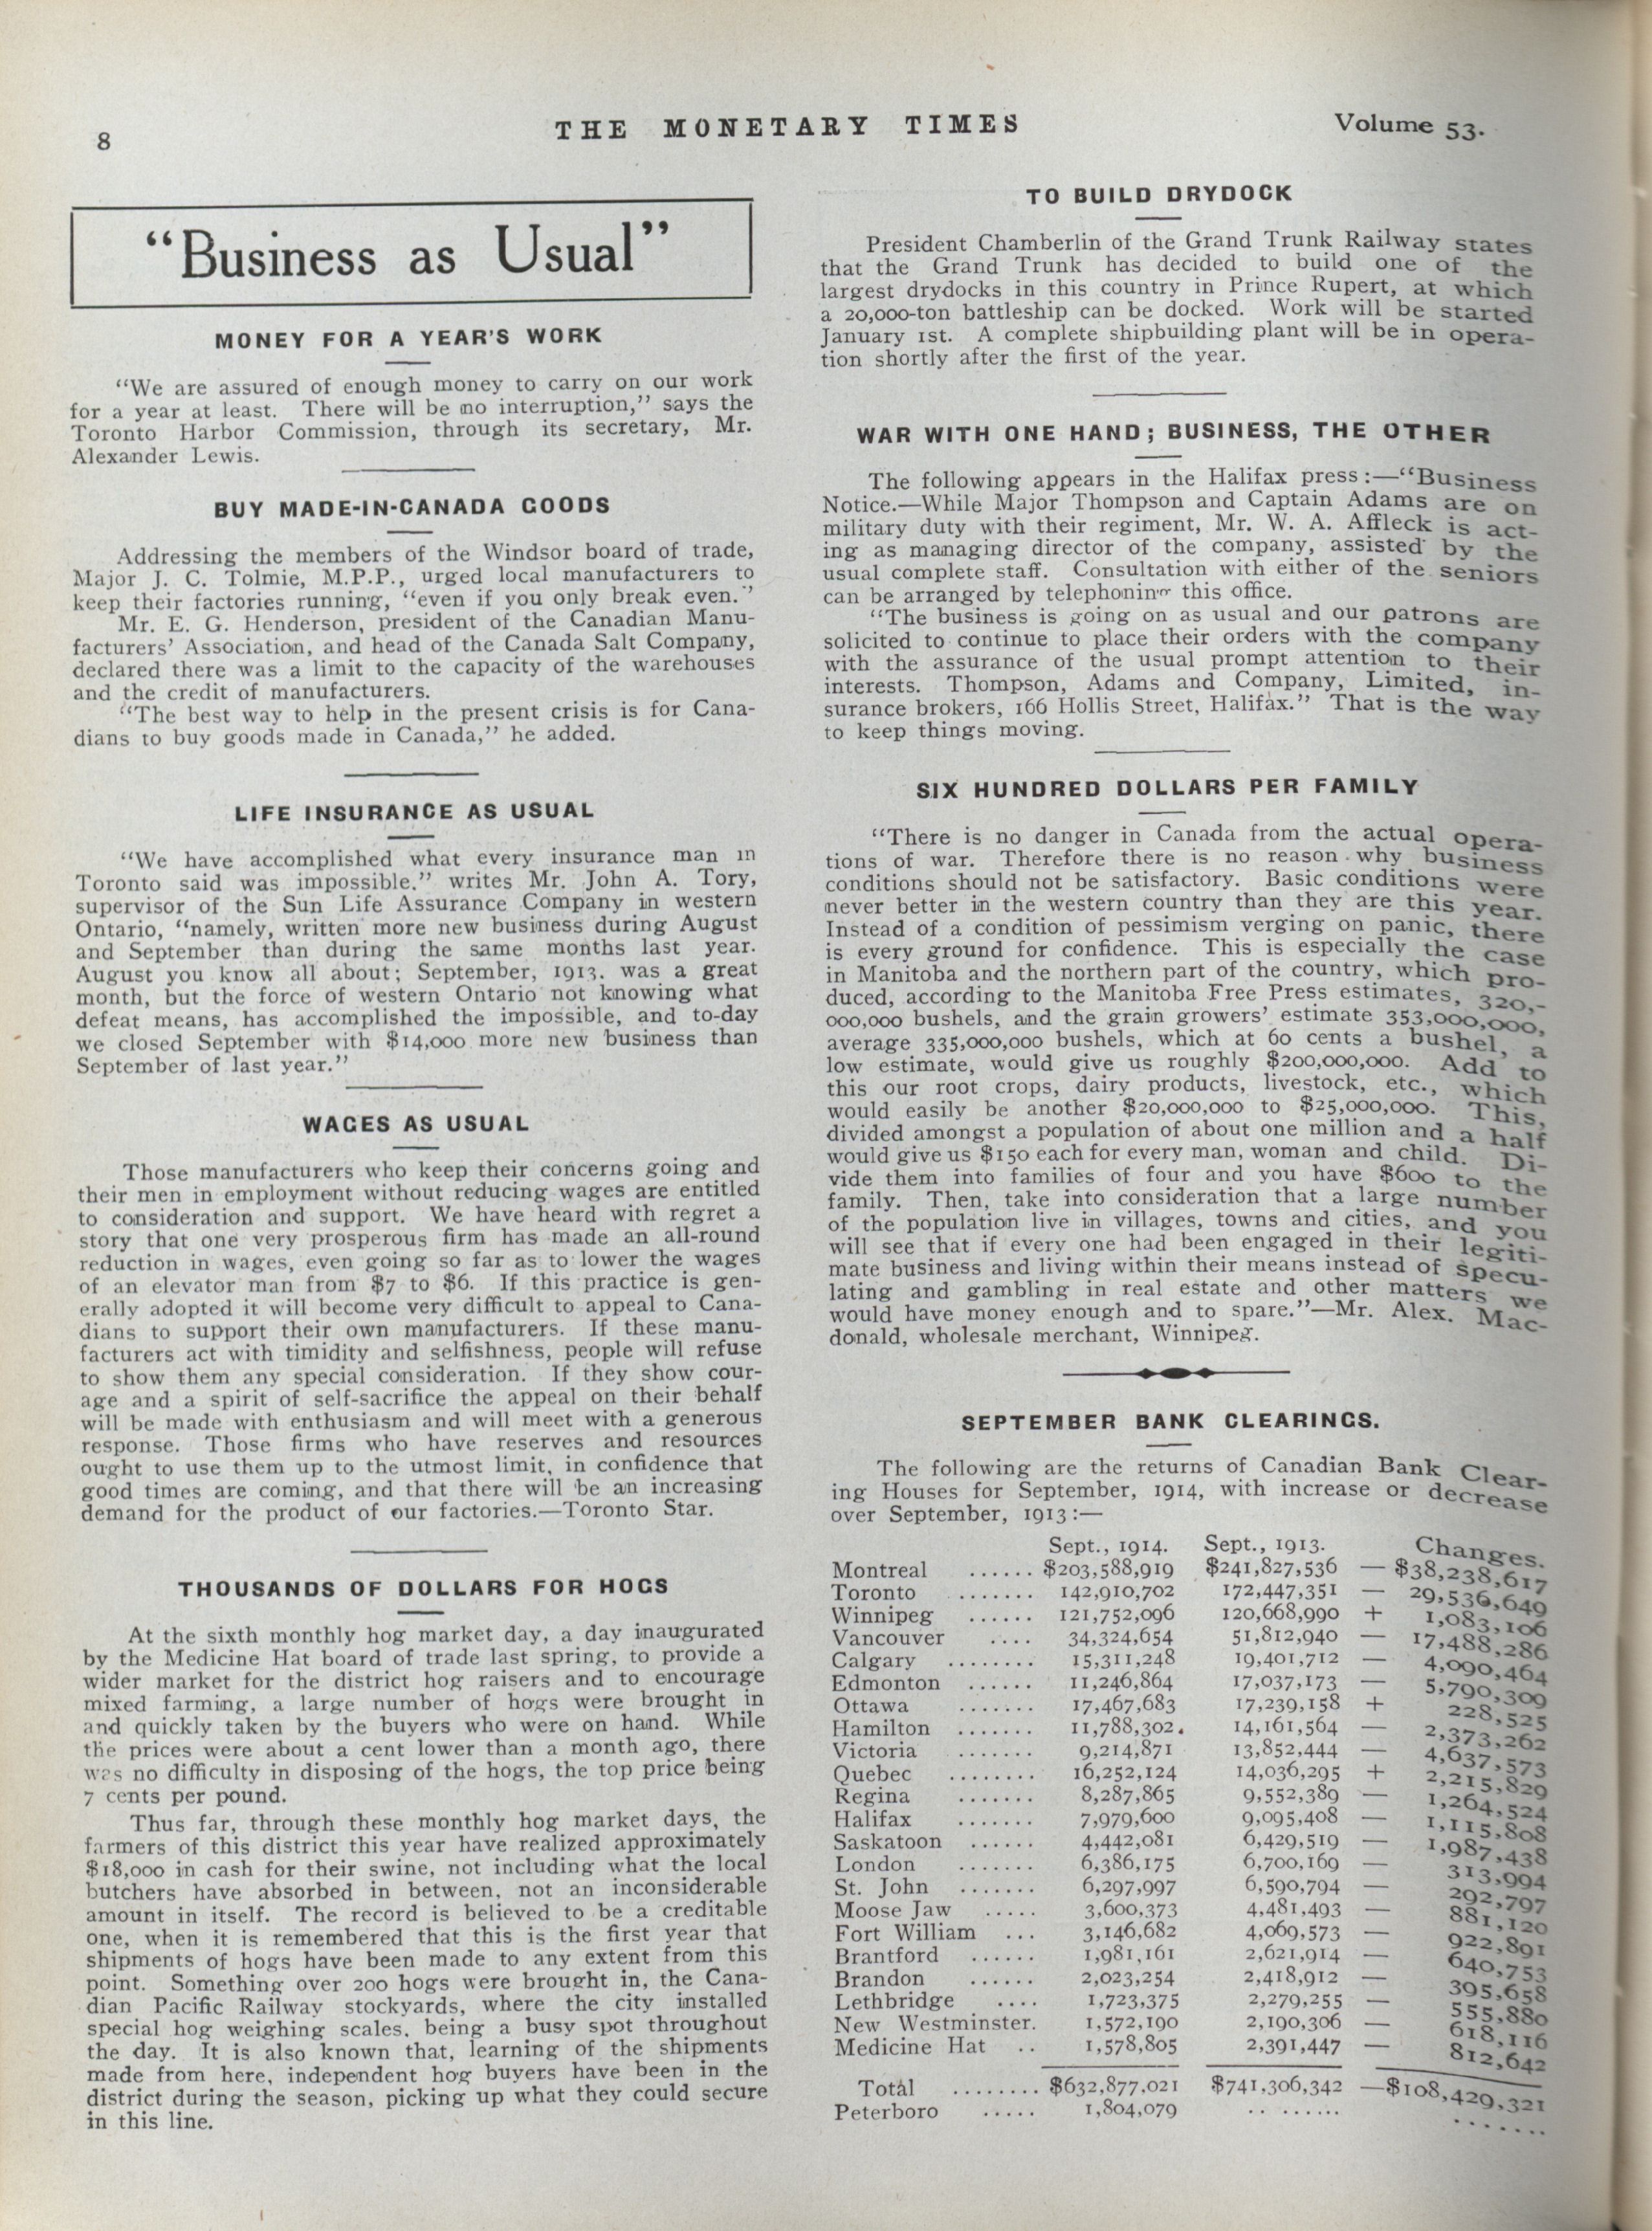 8
THE MONETARY TIMES
Volume 53.
"Business as Usual"
MONEY FOR A YEAR'S WORK
"We are assured of enough money to carry on our work
for a year at least. There will be no interruption," says the
Toronto Harbor Commission, through its secretary, Mr.
Alexander Lewis.
BUY MADE-IN-CANADA GOODS
Addressing the members of the Windsor board of trade,
Major J. C. Tolmie, M.P.P., urged local manufacturers to
keep their factories running, "even if you only break even."
Mr. E. G. Henderson, president of the Canadian Manu-
facturers' Association, and head of the Canada Salt Company,
declared there was a limit to the capacity of the warehouses
and the credit of manufacturers.
"The best way to help in the present crisis is for Cana-
dians to buy goods made in Canada," he added.
LIFE INSURANCE AS USUAL
"We have accomplished what every insurance man in
Toronto said was impossible." writes Mr. John A. Tory,
supervisor of the Sun Life Assurance Company in western
Ontario, "namely, written more new business during August
and September than during the same months last year.
August you know all about; September, 1913. was a great
month, but the force of western Ontario not knowing what
defeat means, has accomplished the impossible, and to-day
we closed September with $14,000 more new business than
September of last year."
WAGES AS USUAL
Those manufacturers who keep their concerns going and
their men in employment without reducing wages are entitled
to consideration and support. We have heard with regret a
story that one very prosperous firm has made an all-round
reduction in wages, even going so far as to lower the wages
of an elevator man from $7 to $6. If this practice is gen-
erally adopted it will become very difficult to appeal to Cana-
dians to support their own manufacturers. If these manu-
facturers act with timidity and selfishness, people will refuse
to show them any special consideration. If they show cour-
age and a spirit of self-sacrifice the appeal on their behalf
will be made with enthusiasm and will meet with a generous
response. Those firms who have reserves and resources
ought to use them up to the utmost limit, in confidence that
good times are coming, and that there will be an increasing
demand for the product of our factories.—Toronto Star.
THOUSANDS OF DOLLARS FOR HOGS
At the sixth monthly hog market day, a day inaugurated
by the Medicine Hat board of trade last spring, to provide a
wider market for the district hog raisers and to encourage
mixed farming, a large number of hogs were brought in
and quickly taken by the buyers who were on hand. While
the prices were about a cent lower than a month ago, there
was no difficulty in disposing of the hogs, the top price being
7 cents per pound.
Thus far, through these monthly hog market days, the
farmers of this district this year have realized approximately
$18,000 in cash for their swine, not including what the local
butchers have absorbed in between, not an inconsiderable
amount in itself. The record is believed to be a creditable
one, when it is remembered that this is the first year that
shipments of hogs have been made to any extent from this
point. Something over 200 hogs were brought in, the Cana-
dian Pacific Railway stockyards, where the city installed
special hog weighing scales. being a busy spot throughout
the day. It is also known that, learning of the shipments
made from here, independent hog buyers have been in the
district during the season, picking up what they could secure
in this line.
TO BUILD DRYDOCK
President Chamberlin of the Grand Trunk Railway states
that the Grand Trunk has decided to build one of the
largest drydocks in this country in Prince Rupert, at which
a 20,000-ton battleship can be docked. Work will be started
January 1st. A complete shipbuilding plant will be in opera-
tion shortly after the first of the year.
WAR WITH ONE HAND; BUSINESS, THE OTHER
The following appears in the Halifax press:—"Business
Notice.—While Major Thompson and Captain Adams are on
military duty with their regiment, Mr. W. A. Affleck is act-
ing as managing director of the company, assisted by the
usual complete staff. Consultation with either of the seniors
can be arranged by telephoning this office.
"The business is going on as usual and our patrons are
solicited to continue to place their orders with the company
with the assurance of the usual prompt attention to their
interests. Thompson, Adams and Company, Limited, in-
surance brokers, 166 Hollis Street, Halifax." That is the way
to keep things moving.
SIX HUNDRED DOLLARS PER FAMILY
"There is no danger in Canada from the actual opera-
tions of war. Therefore there is no reason why business
conditions should not be satisfactory. Basic conditions were
never better in the western country than they are this year.
Instead of a condition of pessimism verging on panic, there
is every ground for confidence. This is especially the case
in Manitoba and the northern part of the country, which pro-
duced, according to the Manitoba Free Press estimates, 320,-
000,000 bushels, and the grain growers' estimate 353,000,000,
average 335,000,000 bushels, which at 60 cents a bushel, a
low estimate, would give us roughly $200,000,000. Add to
this our root crops, dairy products, livestock, etc., which
would easily be another $20,000,000 to $25,000,000. This,
divided amongst a population of about one million and a half
would give us $150 each for every man, woman and child. Di-
vide them into families of four and you have $600 to the
family. Then, take into consideration that a large number
of the population live in villages, towns and cities, and you
will see that if every one had been engaged in their legiti-
mate business and living within their means instead of specu-
lating and gambling in real estate and other matters we
would have money enough and to spare."—Mr. Alex. Mac-
donald, wholesale merchant, Winnipeg.
SEPTEMBER BANK CLEARINGS.
The following are the returns of Canadian Bank Clear-
ing Houses for September, 1914, with increase or decrease
over September, 1913:—
Sept., 1914. Sept., 1913. Changes.
Montreal ...... $203,588,919 $241,827,536 — $38,238,617
Toronto ....... 142,910,702 172,447,351 — 29,536,649
Winnipeg ...... 121,752,096 120,668,990 + 1,083,106
Vancouver .... 34,324,654 51,812,940 — 17,488,286
Calgary ........ 15,311,248 19,401,712 — 4,090,464
Edmonton ...... 11,246,864 17,037,173 — 5,790,309
Ottawa ....... 17,467,683 17,239,158 + 228,525
Hamilton ....... 11,788,302. 14,161,564 — 2,373,262
Victoria ....... 9,214,871 13,852,444 — 4,637,573
Quebec ........ 16,252,124 14,036,295 + 2,215,829
Regina ....... 8,287,865 9,552,389 — 1,264,524
Halifax ....... 7,979,600 9,095,408 — 1,115,808
Saskatoon ...... 4,442,081 6,429,519 — 1,987,438
London ....... 6,386,175 6,700,169 — 313,994
St. John ....... 6,297,997 6,590,794 — 292,797
Moose Jaw ..... 3,600,373 4,481,493 — 881,120
Fort William ... 3,146,682 4,069,573 — 922,891
Brantford ...... 1,981,161 2,621,914 — 640,753
Brandon ...... 2,023,254 2,418,912 — 395,658
Lethbridge .... 1,723,375 2,279,255 — 555,880
New Westminster. 1,572,190 2,190,306 — 618,116
Medicine Hat .. 1,578,805 2,391,447 — 812,642
Total ........ $632,877,021 $741,306,342 —$108,429,321
Peterboro ..... 1,804,079 ........ .......